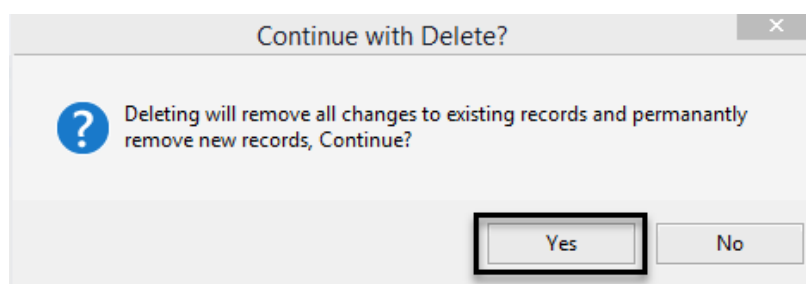 Continue with Delete?
Deleting will remove all changes to existing records and permanantly
remove new records, Continue?
Yes
No